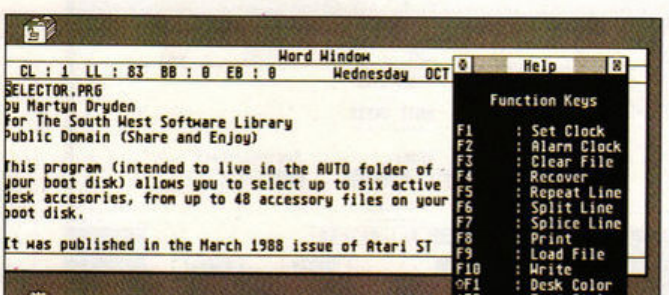 Word Window
CL : 1 LL : 83 BB : 0 EB : 0 Wednesday OCT
SELECTOR.PRG
by Martyn Dryden
for The South West Software Library
Public Domain (Share and Enjoy)
This program (intended to live in the AUTO folder of
your boot disk) allows you to select up to six active
desk accesories, from up to 48 accessory files on your
boot disk.
It was published in the March 1988 issue of Atari ST
Help
Function Keys
F1 : Set Clock
F2 : Alarm Clock
F3 : Clear File
F4 : Recover
F5 : Repeat Line
F6 : Split Line
F7 : Splice Line
F8 : Print
F9 : Load File
F10 : Write
⇧F1 : Desk Color